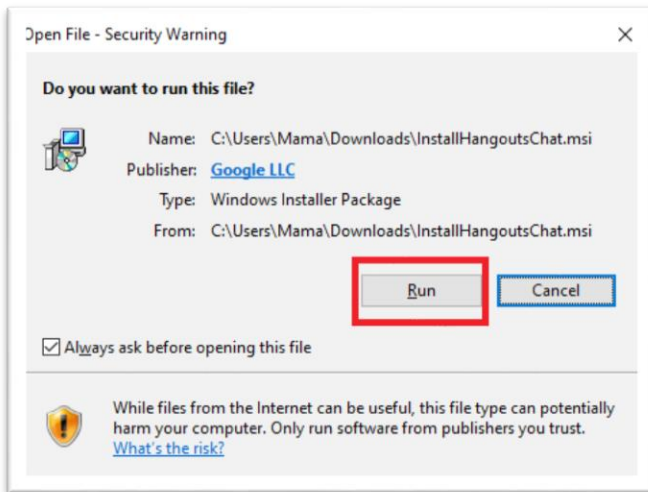 Open File - Security Warning
Do you want to run this file?
Name: C:\Users\Mama\Downloads\InstallHangoutsChat.msi
Publisher: Google LLC
Type: Windows Installer Package
From: C:\Users\Mama\Downloads\InstallHangoutsChat.msi
Run Cancel
Always ask before opening this file
While files from the Internet can be useful, this file type can potentially
harm your computer. Only run software from publishers you trust.
What's the risk?